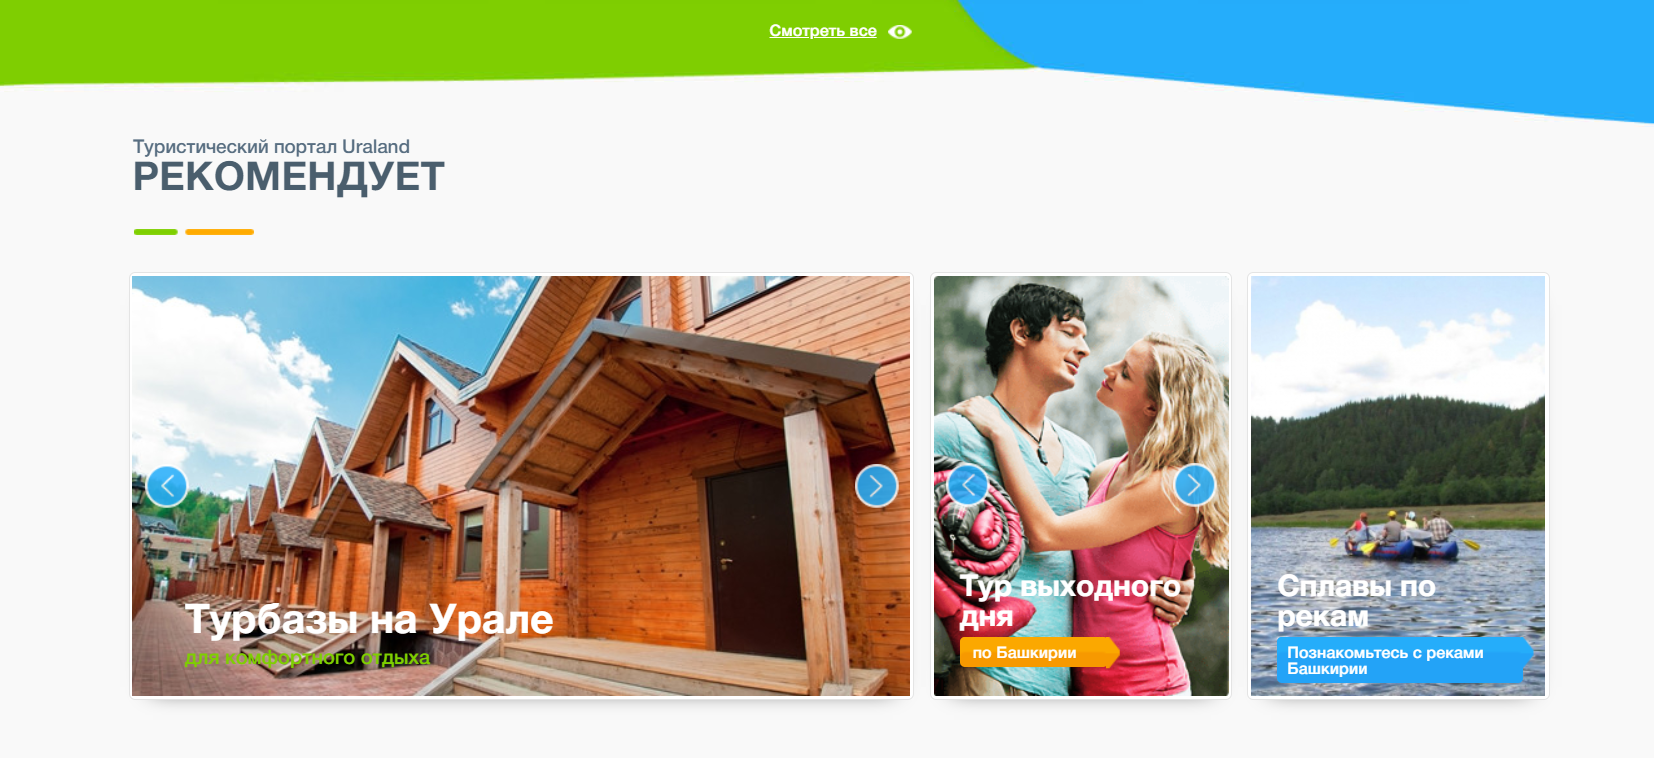 Смотреть все
Туристический портал Uraland
РЕКОМЕНДУЕТ
Турбазы на Урале
для комфортного отдыха
Тур выходного
дня
по Башкирии
Сплавы по
рекам
Познакомьтесь с реками
Башкирии